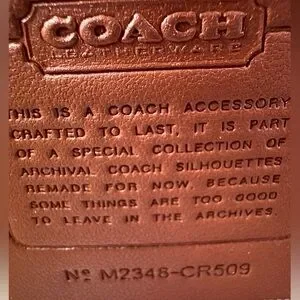 COACH
LEATHERWARE
THIS IS A COACH ACCESSORY
CRAFTED TO LAST, IT IS PART
OF A SPECIAL COLLECTION OF
ARCHIVAL COACH SILHOUETTES
REMADE FOR NOW, BECAUSE
SOME THINGS ARE TOO GOOD
TO LEAVE IN THE ARCHIVES.
Nº M2348-CR509